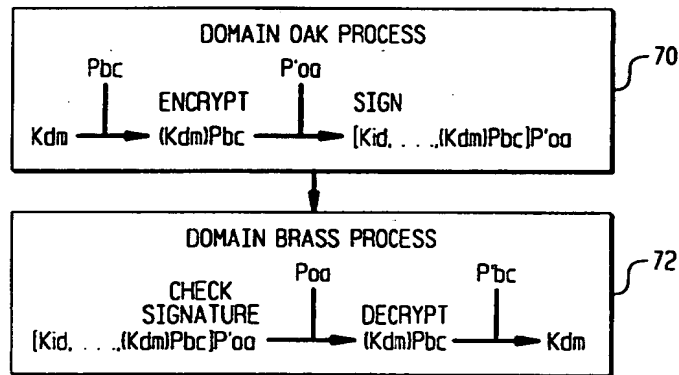 DOMAIN OAK PROCESS
70
Pbc P'oa
ENCRYPT SIGN
Kdm (Kdm)Pbc [Kid, . . .,(Kdm)Pbc]P'oa
DOMAIN BRASS PROCESS
72
Poa P'bc
CHECK
SIGNATURE DECRYPT
[Kid, . . .,(Kdm)Pbc]P'oa (Kdm)Pbc Kdm